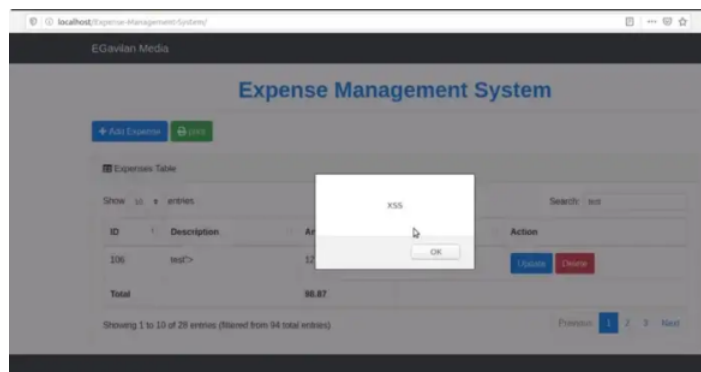 localhost/Expense-Management-System/
EGavilan Media
Expense Management System
+ Add Expense print
Expenses Table
Show 10 entries Search: test
XSS
OK
ID Description Action
106 test"> 12 Update Delete
Total 86.87
Showing 1 to 10 of 28 entries (filtered from 94 total entries) Previous 1 2 3 Next